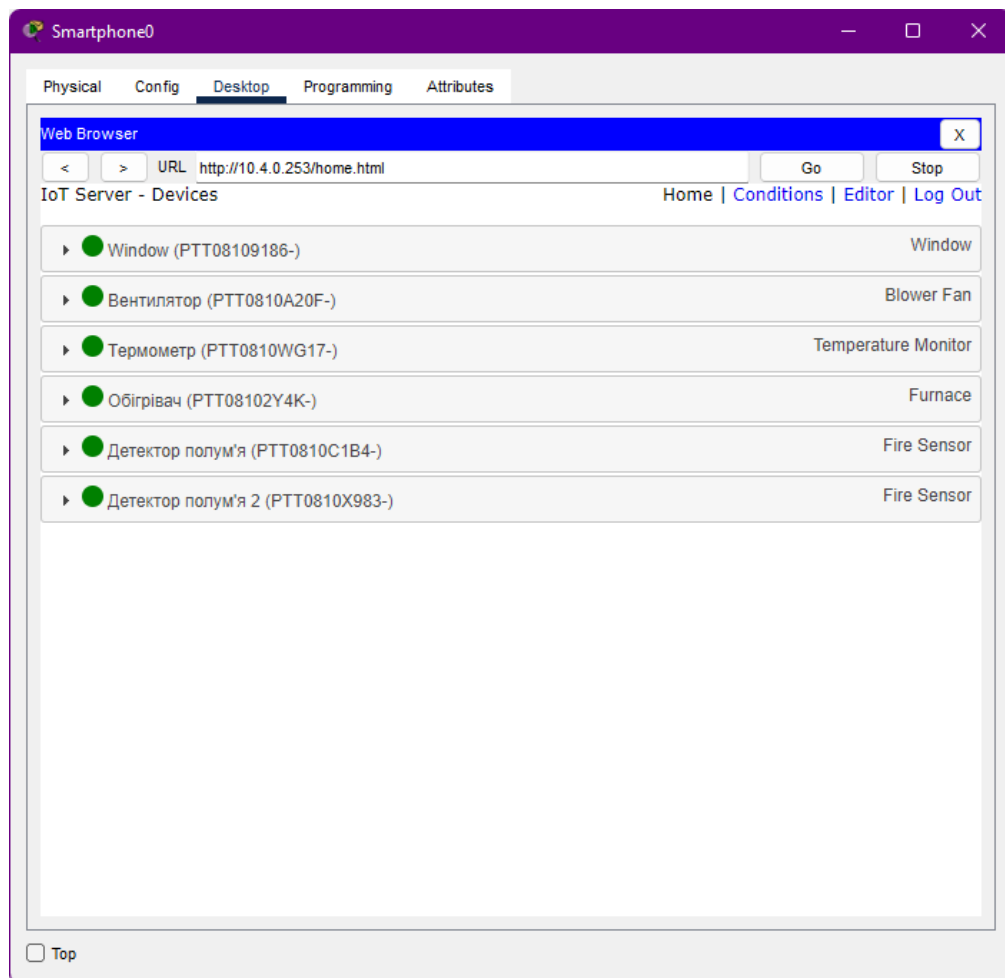 Smartphone0
Physical Config Desktop Programming Attributes
Web Browser X
< > URL http://10.4.0.253/home.html Go Stop
IoT Server - Devices Home | Conditions | Editor | Log Out
Window (PTT08109186-) Window
Вентилятор (PTT0810A20F-) Blower Fan
Термометр (PTT0810WG17-) Temperature Monitor
Обігрівач (PTT08102Y4K-) Furnace
Детектор полум'я (PTT0810C1B4-) Fire Sensor
Детектор полум'я 2 (PTT0810X983-) Fire Sensor
Top